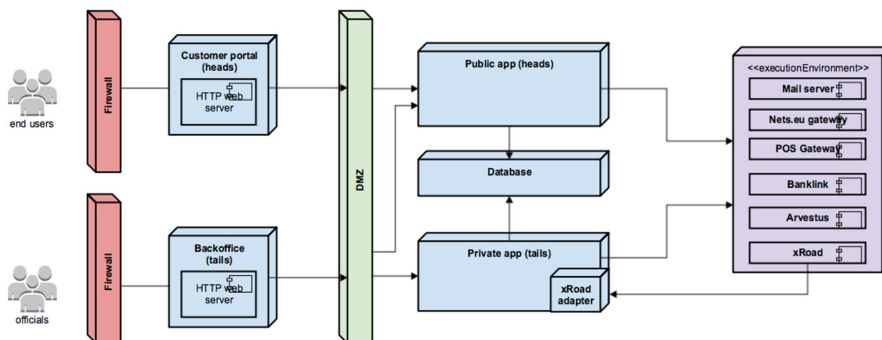 end users
Firewall
Customer portal
(heads)
HTTP web
server
DMZ
Public app (heads)
Database
<<executionEnvironment>>
Mail server
Nets.eu gateway
POS Gateway
Banklink
Arvestus
xRoad
officials
Firewall
Backoffice
(tails)
HTTP web
server
Private app (tails)
xRoad
adapter